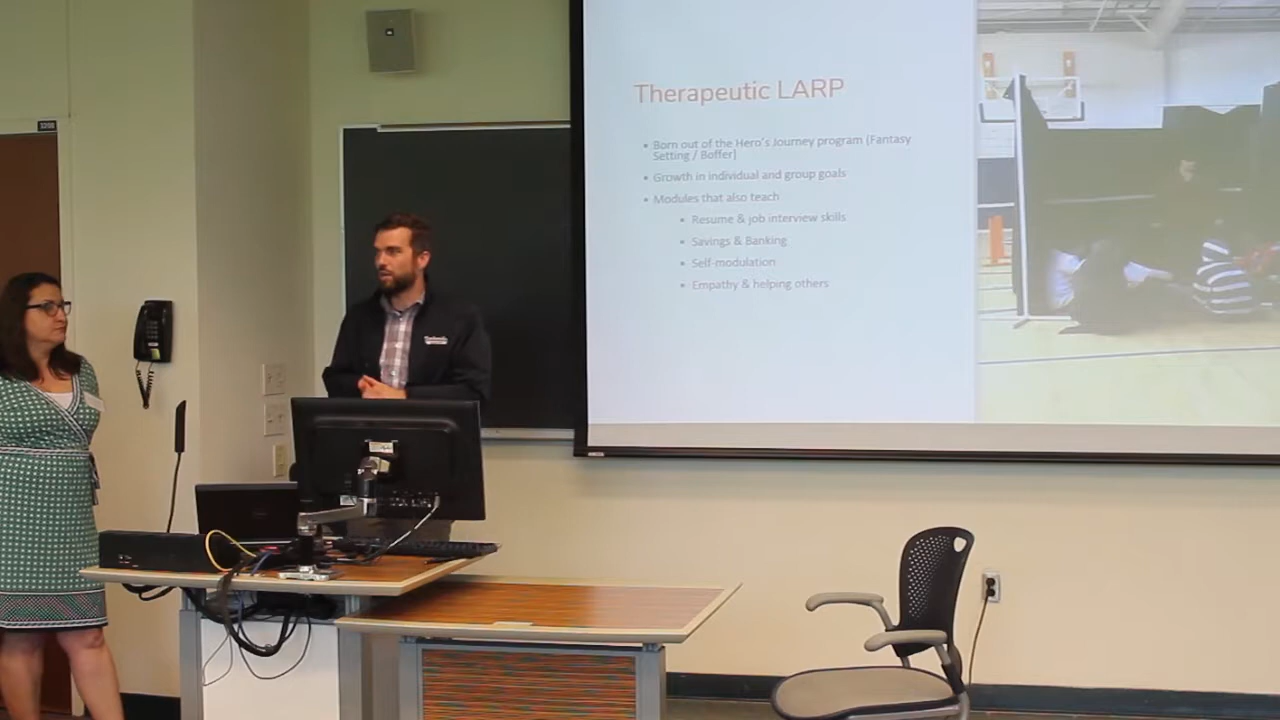 Therapeutic LARP
Born out of the Hero's Journey program (Fantasy
Setting / Boffer)
Growth in individual and group goals
Modules that also teach
Resume & job interview skills
Savings & Banking
Self-modulation
Empathy & helping others